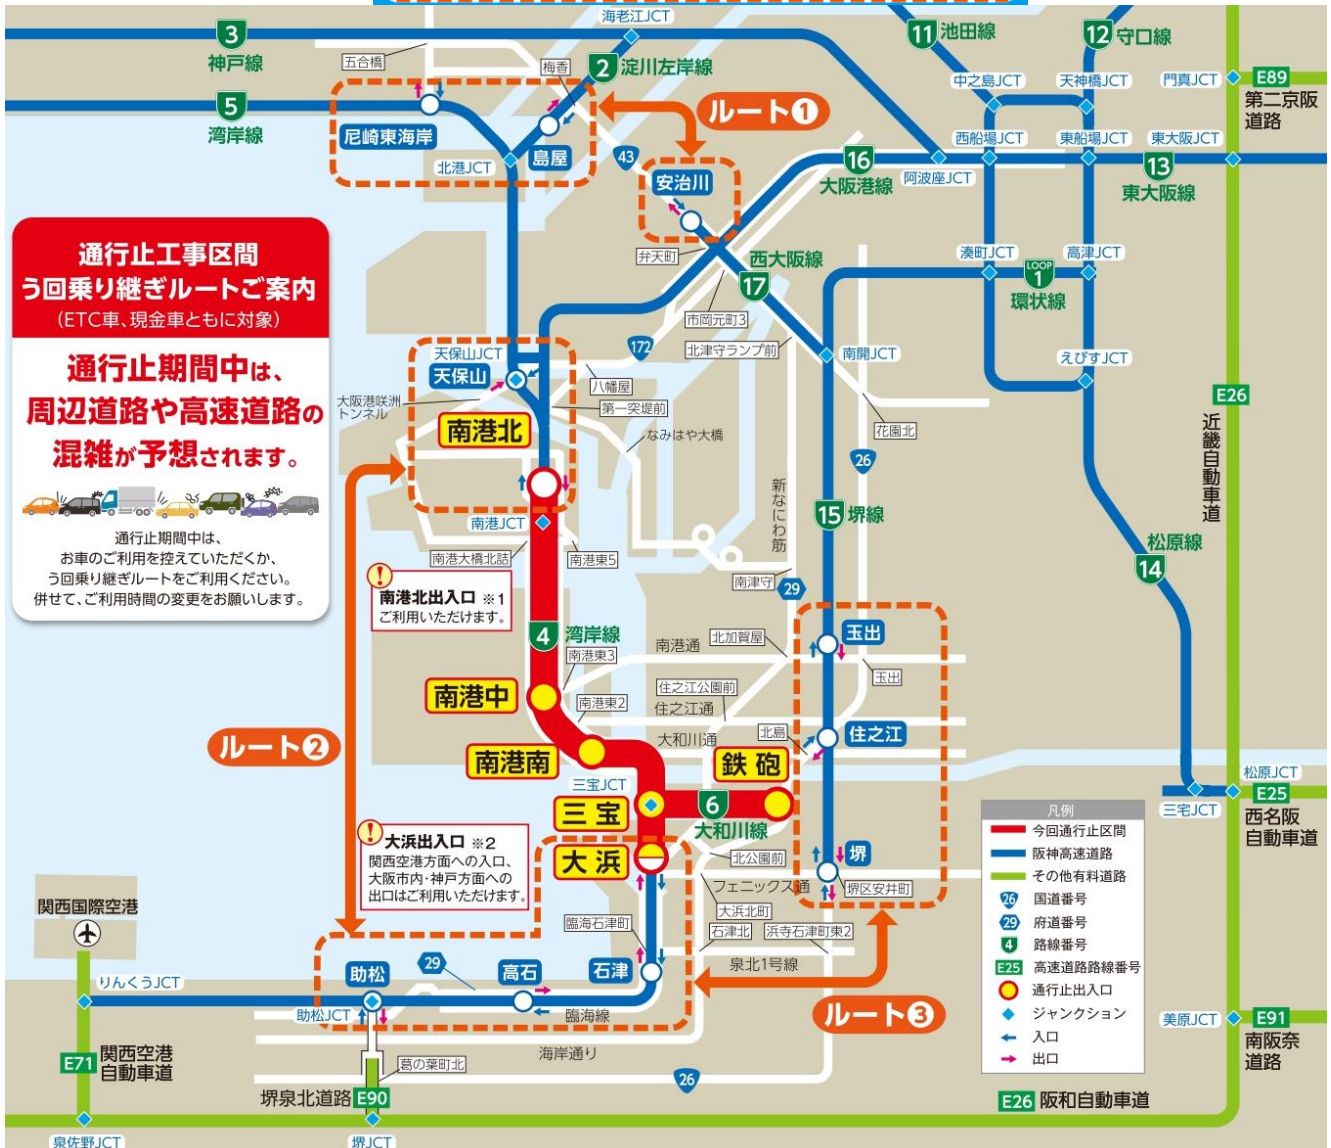 海老江JCT
3
神戸線
五合橋
梅香
2
淀川左岸線
11
池田線
12
守口線
中之島JCT
天神橋JCT
門真JCT
E89
第二京阪
道路
5
湾岸線
尼崎東海岸
島屋
北港JCT
ルート❶
43
安治川
16
大阪港線
阿波座JCT
西船場JCT
東船場JCT
東大阪JCT
13
東大阪線
弁天町
西大阪線
17
湊町JCT
高津JCT
LOOP
1
環状線
市岡元町3
北津守ランプ前
南開JCT
えびすJCT
通行止工事区間
う回乗り継ぎルートご案内
(ETC車、現金車ともに対象)
通行止期間中は、
周辺道路や高速道路の
混雑が予想されます。
通行止期間中は、
お車のご利用を控えていただくか、
う回乗り継ぎルートをご利用ください。
併せて、ご利用時間の変更をお願いします。
172
天保山JCT
天保山
八幡屋
大阪港咲洲
トンネル
第一突堤前
南港北
なみはや大橋
花園北
26
E26
近畿自動車道
新なにわ筋
15
堺線
南港JCT
南港大橋北詰
南港東5
南津守
29
松原線
14
!
南港北出入口 ※1
ご利用いただけます。
4
湾岸線
南港東3
南港通
北加賀屋
玉出
玉出
南港中
南港東2
住之江公園前
住之江通
大和川通
北島
住之江
ルート❷
南港南
三宝JCT
鉄砲
三宝
6
大和川線
松原JCT
三宅JCT
E25
西名阪
自動車道
!
大浜出入口 ※2
関西空港方面への入口、
大阪市内・神戸方面への
出口はご利用いただけます。
大浜
北公園前
フェニックス通
堺
堺区安井町
大浜北町
臨海石津町
石津北
浜寺石津町東2
泉北1号線
凡例
今回通行止区間
阪神高速道路
その他有料道路
26 国道番号
29 府道番号
4 路線番号
E25 高速道路路線番号
通行止出入口
ジャンクション
入口
出口
関西国際空港
りんくうJCT
助松
29
高石
石津
助松JCT
臨海線
ルート❸
海岸通り
美原JCT
E91
南阪奈
道路
E71
関西空港
自動車道
葛の葉町北
26
堺泉北道路
E90
E26 阪和自動車道
泉佐野JCT
堺JCT